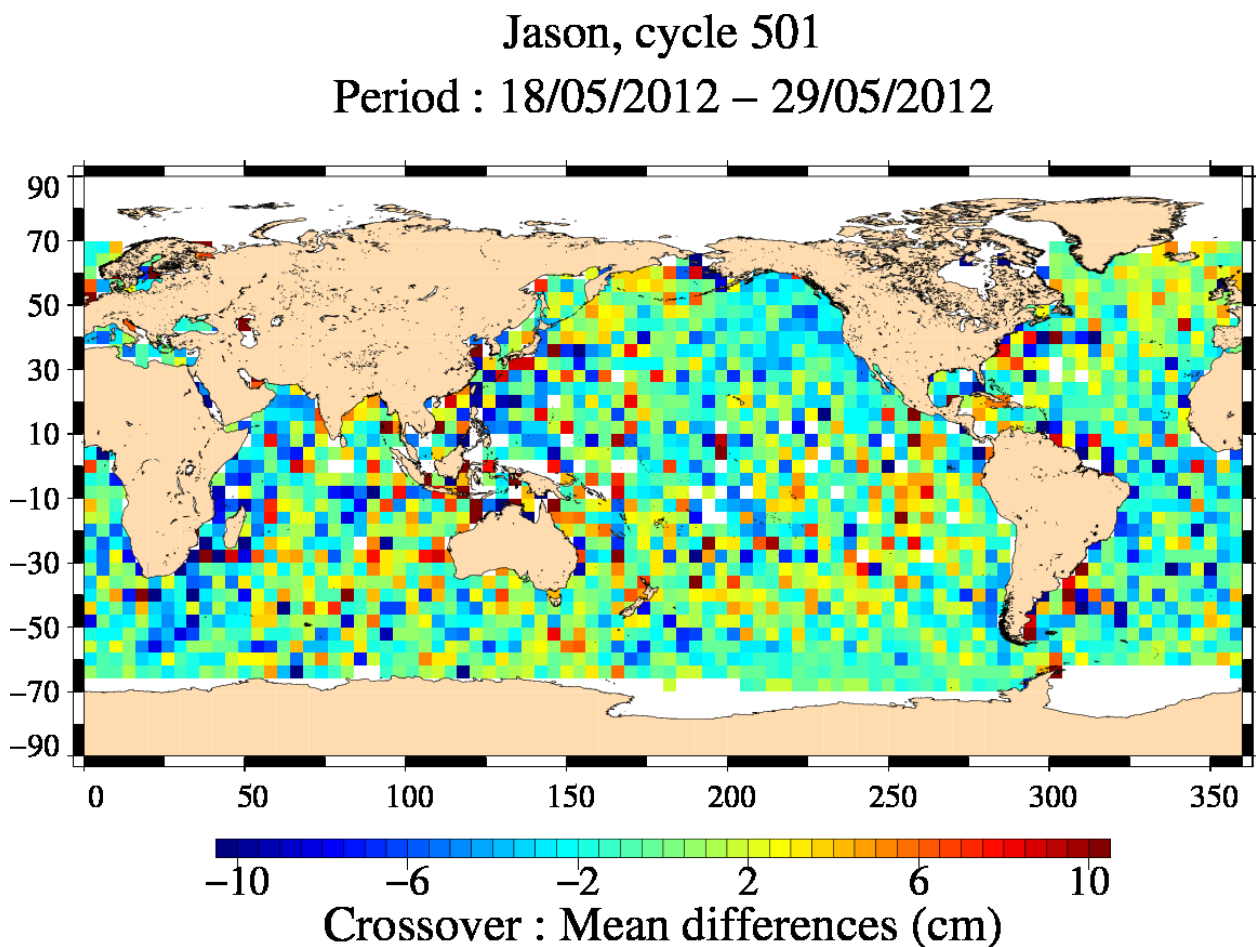 Jason, cycle 501
Period : 18/05/2012 – 29/05/2012
90
70
50
30
10
−10
−30
−50
−70
−90
0 50 100 150 200 250 300 350
−10 −6 −2 2 6 10
Crossover : Mean differences (cm)